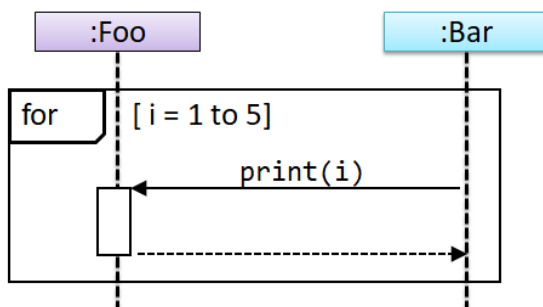 :Foo
:Bar
for
[ i = 1 to 5]
print(i)